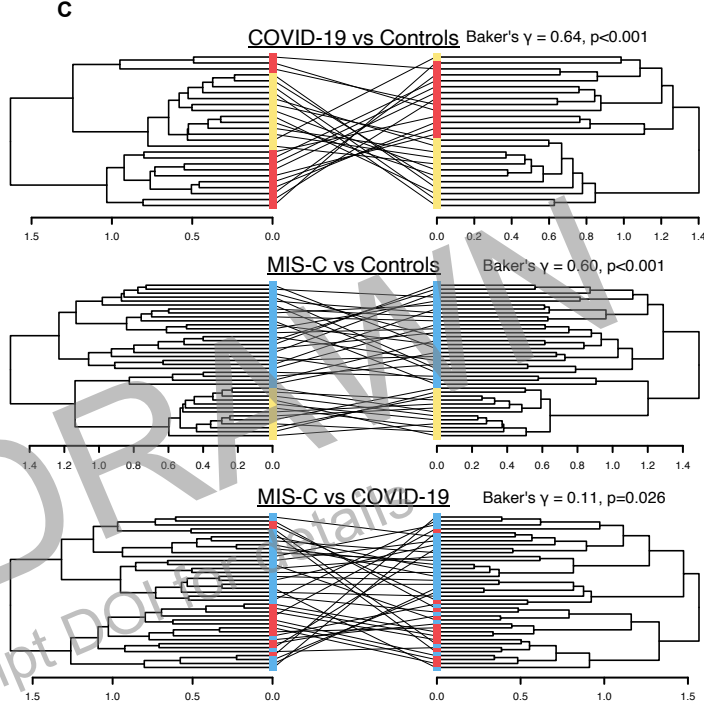 C
COVID-19 vs Controls Baker's γ = 0.64, p<0.001
1.5 1.0 0.5 0.0 0.0 0.2 0.4 0.6 0.8 1.0 1.2 1.4
MIS-C vs Controls Baker's γ = 0.60, p<0.001
1.4 1.2 1.0 0.8 0.6 0.4 0.2 0.0 0.0 0.2 0.4 0.6 0.8 1.0 1.2 1.4
MIS-C vs COVID-19 Baker's γ = 0.11, p=0.026
1.5 1.0 0.5 0.0 0.0 0.5 1.0 1.5
DRAWN
ipt DOI for details